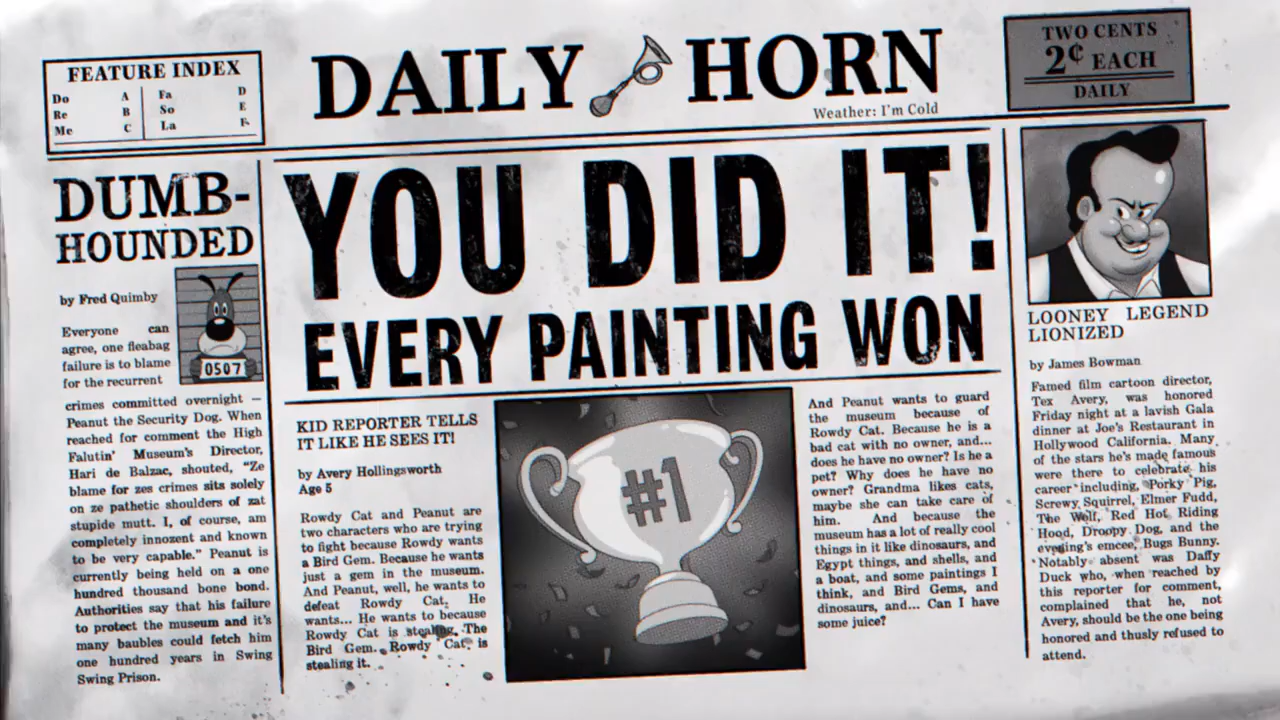 FEATURE INDEX
Do A Fa D
Re B So E
Me C La F
DAILY HORN
Weather: I'm Cold
TWO CENTS
2¢ EACH
DAILY
DUMB-
HOUNDED
by Fred Quimby
0507
Everyone can
agree, one fleabag
failure is to blame
for the recurrent
crimes committed overnight —
Peanut the Security Dog. When
reached for comment the High
Falutin' Museum's Director,
Hari de Balzac, shouted, "Ze
blame for zes crimes sits solely
on ze pathetic shoulders of zat
stupide mutt. I, of course, am
completely innozent and known
to be very capable." Peanut is
currently being held on a one
hundred thousand bone bond.
Authorities say that his failure
to protect the museum and it's
many baubles could fetch him
one hundred years in Swing
Swing Prison.
YOU DID IT!
EVERY PAINTING WON
KID REPORTER TELLS
IT LIKE HE SEES IT!
by Avery Hollingsworth
Age 5
Rowdy Cat and Peanut are
two characters who are trying
to fight because Rowdy wants
a Bird Gem. Because he wants
just a gem in the museum.
And Peanut, well, he wants to
defeat Rowdy Cat. He
wants... He wants to because
Rowdy Cat is stealing. The
Bird Gem. Rowdy Cat, is
stealing it.
#1
And Peanut wants to guard
the museum because of
Rowdy Cat. Because he is a
bad cat with no owner, and...
does he have no owner? Is he a
pet? Why does he have no
owner? Grandma likes cats,
maybe she can take care of
him. And because the
museum has a lot of really cool
things in it like dinosaurs, and
Egypt things, and shells, and
a boat, and some paintings I
think, and Bird Gems, and
dinosaurs, and... Can I have
some juice?
LOONEY LEGEND
LIONIZED
by James Bowman
Famed film cartoon director,
Tex Avery, was honored
Friday night at a lavish Gala
dinner at Joe's Restaurant in
Hollywood California. Many
of the stars he's made famous
were there to celebrate his
career including, Porky Pig,
Screwy Squirrel, Elmer Fudd,
The Wolf, Red Hot Riding
Hood, Droopy Dog, and the
evening's emcee, Bugs Bunny.
Notably absent was Daffy
Duck who, when reached by
this reporter for comment,
complained that he, not
Avery, should be the one being
honored and thusly refused to
attend.